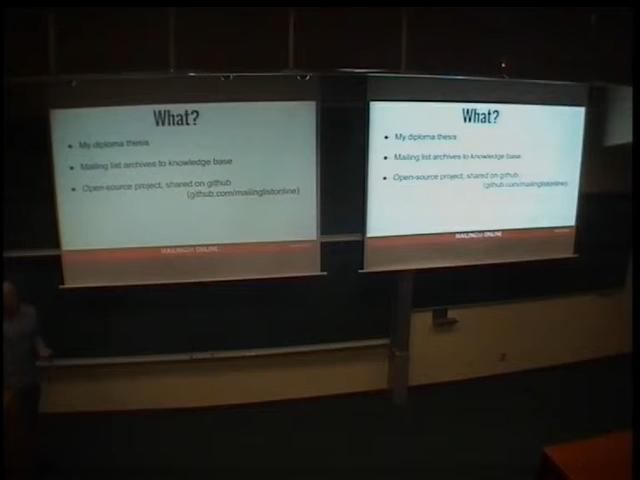 What?
My diploma thesis
Mailing list archives to knowledge base
Open-source project, shared on github
(github.com/mailinglistonline)
MAILINGLIST ONLINE
What?
My diploma thesis
Mailing list archives to knowledge base
Open-source project, shared on github
(github.com/mailinglistonline)
MAILINGLIST ONLINE